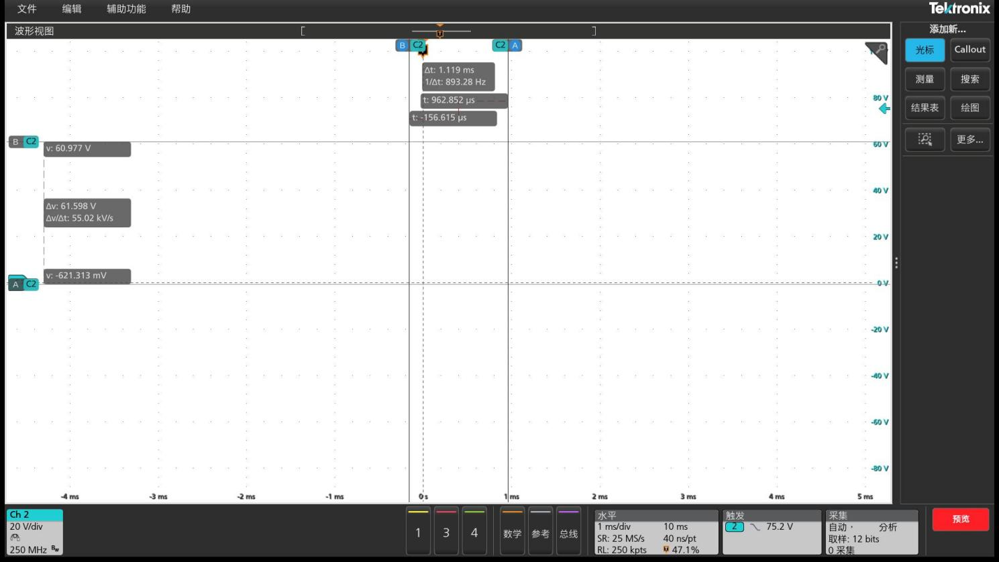 文件 编辑 辅助功能 帮助
Tektronix
波形视图
添加新...
光标 Callout
测量 搜索
结果表 绘图
更多...
B C2 C2 A
Δt: 1.119 ms
1/Δt: 893.28 Hz
t: 962.852 µs
t: -156.615 µs
B C2
v: 60.977 V
Δv: 61.598 V
Δv/Δt: 55.02 kV/s
v: -621.313 mV
A C2
80 V
60 V
40 V
20 V
0 V
-20 V
-40 V
-60 V
-80 V
-4 ms -3 ms -2 ms -1 ms 0 s 1 ms 2 ms 3 ms 4 ms 5 ms
Ch 2
20 V/div
250 MHz Bw
1 3 4 数学 参考 总线
水平
1 ms/div 10 ms
SR: 25 MS/s 40 ns/pt
RL: 250 kpts 47.1%
触发
2 75.2 V
采集
自动, 分析
取样: 12 bits
0 采集
预览